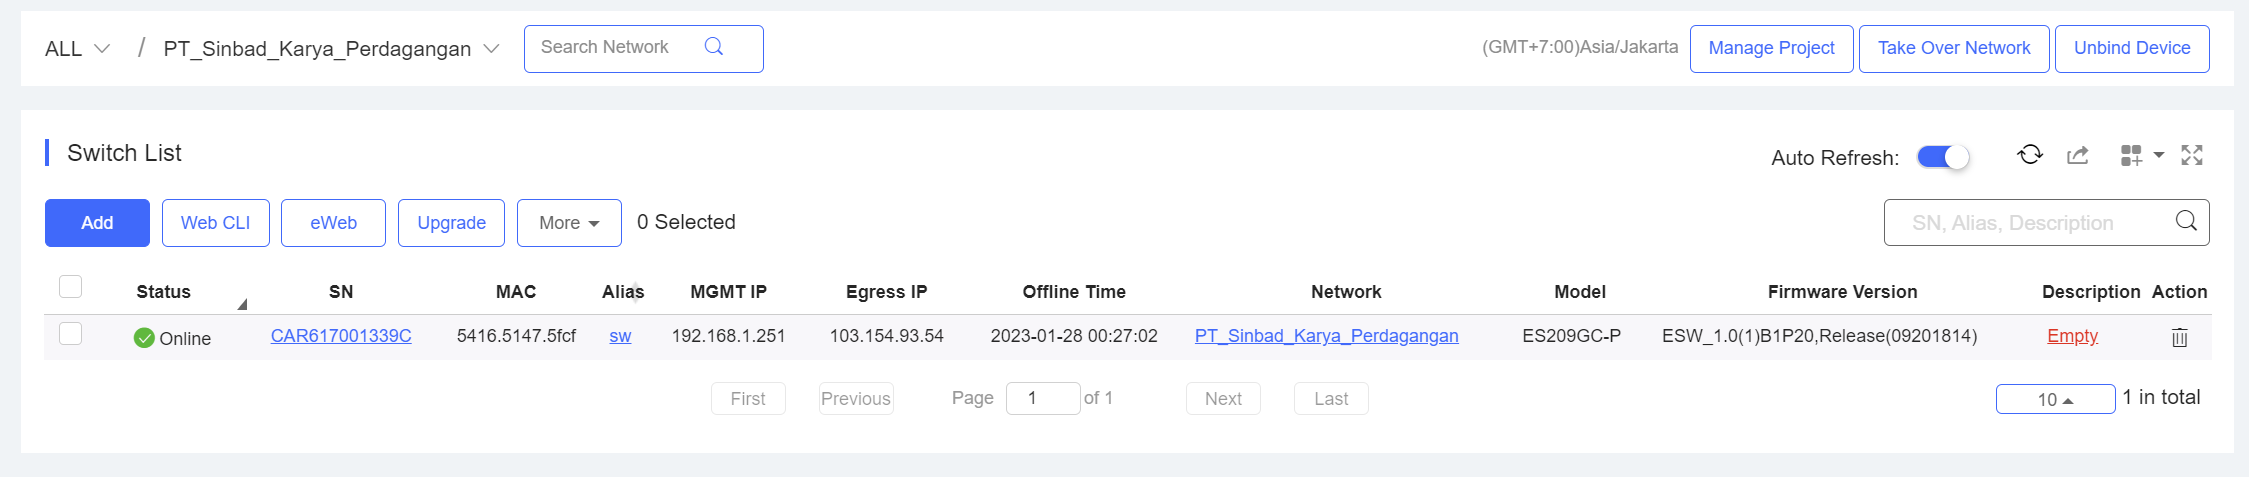 ALL / PT_Sinbad_Karya_Perdagangan Search Network (GMT+7:00)Asia/Jakarta Manage Project Take Over Network Unbind Device
Switch List Auto Refresh:
Add Web CLI eWeb Upgrade More 0 Selected SN, Alias, Description
Status SN MAC Alias MGMT IP Egress IP Offline Time Network Model Firmware Version Description Action
Online CAR617001339C 5416.5147.5fcf sw 192.168.1.251 103.154.93.54 2023-01-28 00:27:02 PT_Sinbad_Karya_Perdagangan ES209GC-P ESW_1.0(1)B1P20,Release(09201814) Empty
First Previous Page 1 of 1 Next Last 10 1 in total